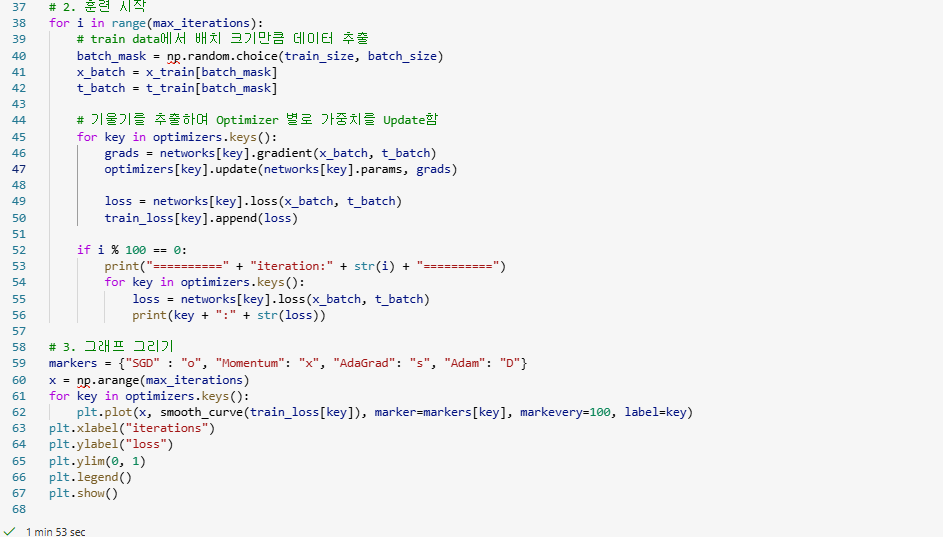 37 # 2. 훈련 시작
38 for i in range(max_iterations):
39     # train data에서 배치 크기만큼 데이터 추출
40     batch_mask = np.random.choice(train_size, batch_size)
41     x_batch = x_train[batch_mask]
42     t_batch = t_train[batch_mask]
43
44     # 기울기를 추출하여 Optimizer 별로 가중치를 Update함
45     for key in optimizers.keys():
46         grads = networks[key].gradient(x_batch, t_batch)
47         optimizers[key].update(networks[key].params, grads)
48
49         loss = networks[key].loss(x_batch, t_batch)
50         train_loss[key].append(loss)
51
52     if i % 100 == 0:
53         print("==========" + "iteration:" + str(i) + "==========")
54         for key in optimizers.keys():
55             loss = networks[key].loss(x_batch, t_batch)
56             print(key + ":" + str(loss))
57
58 # 3. 그래프 그리기
59 markers = {"SGD" : "o", "Momentum": "x", "AdaGrad": "s", "Adam": "D"}
60 x = np.arange(max_iterations)
61 for key in optimizers.keys():
62     plt.plot(x, smooth_curve(train_loss[key]), marker=markers[key], markevery=100, label=key)
63 plt.xlabel("iterations")
64 plt.ylabel("loss")
65 plt.ylim(0, 1)
66 plt.legend()
67 plt.show()
68
1 min 53 sec